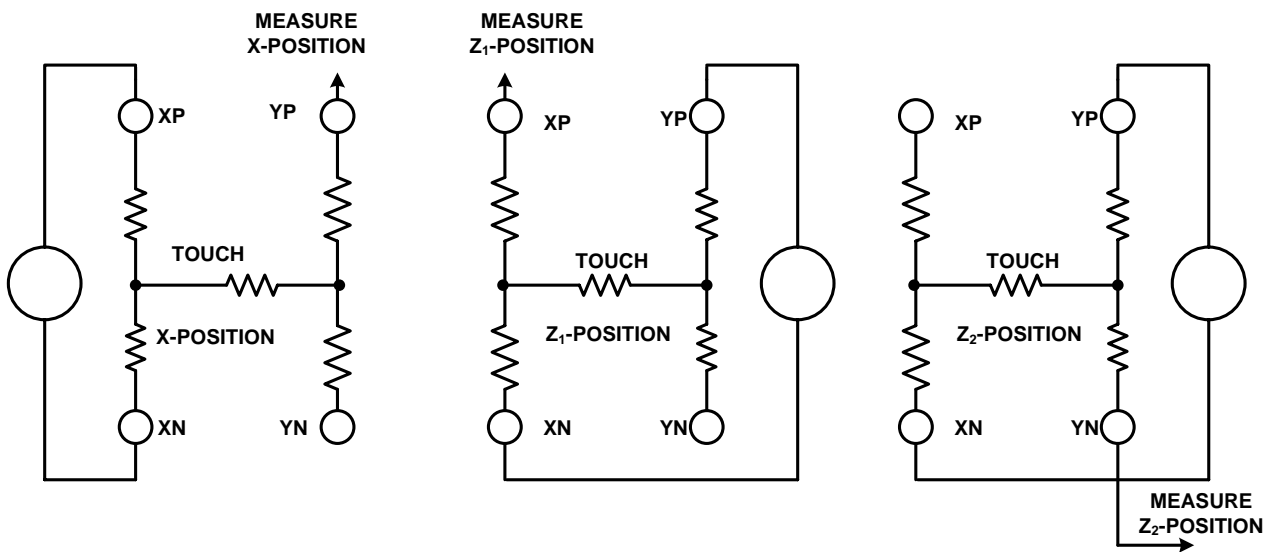 MEASURE
X-POSITION
XP
YP
TOUCH
X-POSITION
XN
YN
MEASURE
Z₁-POSITION
XP
YP
TOUCH
Z₁-POSITION
XN
YN
XP
YP
TOUCH
Z₂-POSITION
XN
YN
MEASURE
Z₂-POSITION